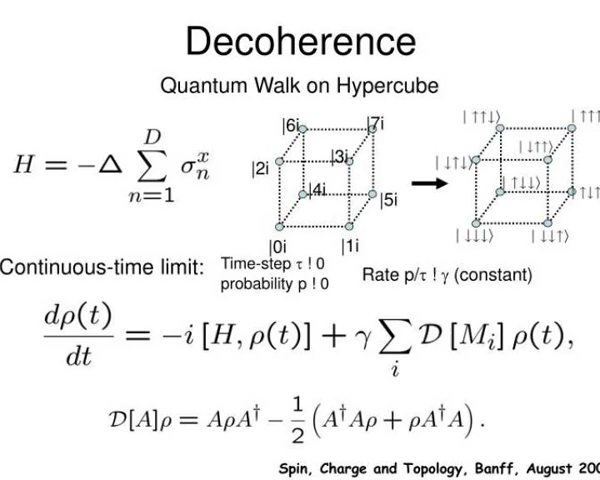 Decoherence
Quantum Walk on Hypercube
H = −Δ ∑_{n=1}^{D} σ_n^x
|6i |7i
|2i |3i
|4i |5i
|0i |1i
|↑↑↓⟩ |↑↑↑
|↓↑↓⟩ |↓↑↑⟩
|↑↓↓⟩ ↑↓↑
|↓↓↓⟩ |↓↓↑⟩
Continuous-time limit: Time-step τ ! 0
probability p ! 0
Rate p/τ ! γ (constant)
dρ(t)/dt = −i [H, ρ(t)] + γ ∑_i 𝒟 [M_i] ρ(t),
𝒟[A]ρ = AρA† − 1/2 (A†Aρ + ρA†A) .
Spin, Charge and Topology, Banff, August 200